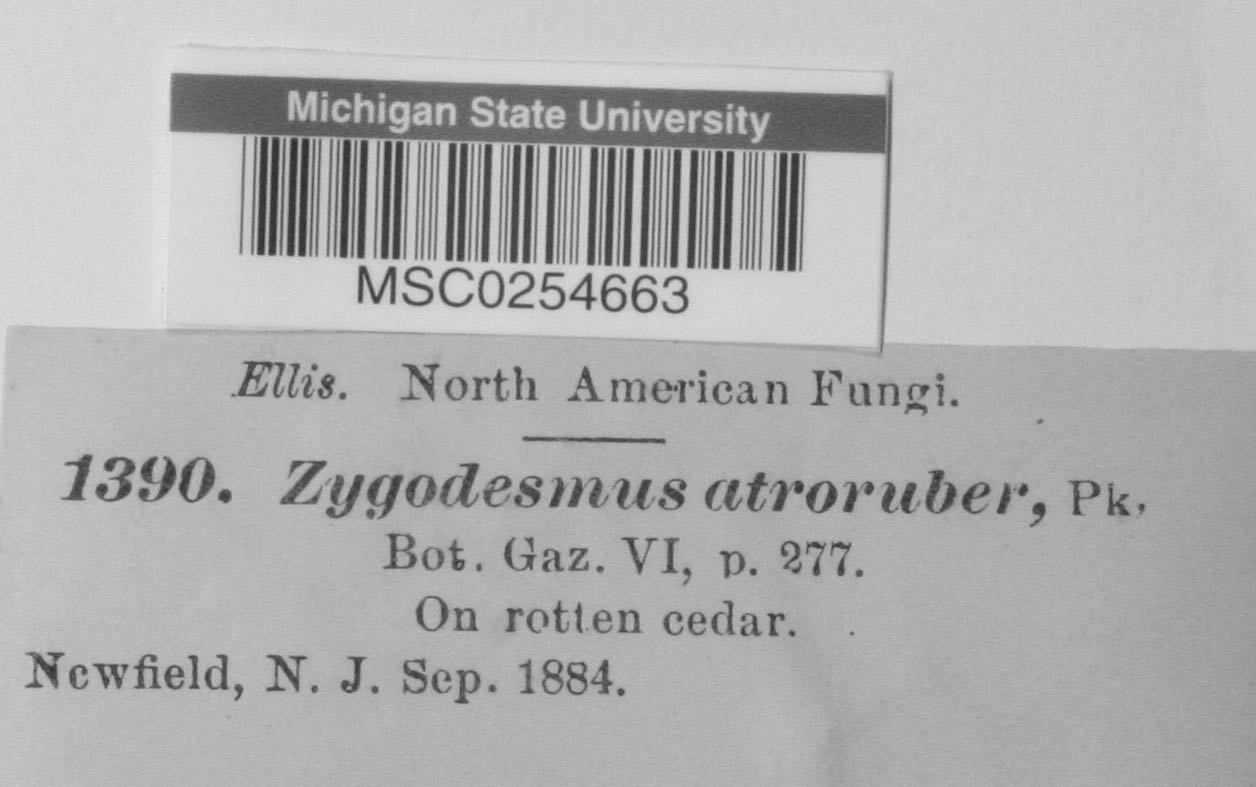 Michigan State University
MSC0254663
Ellis. North American Fungi.
1390. Zygodesmus atroruber, Pk.
Bot. Gaz. VI, p. 277.
On rotten cedar.
Newfield, N. J. Sep. 1884.